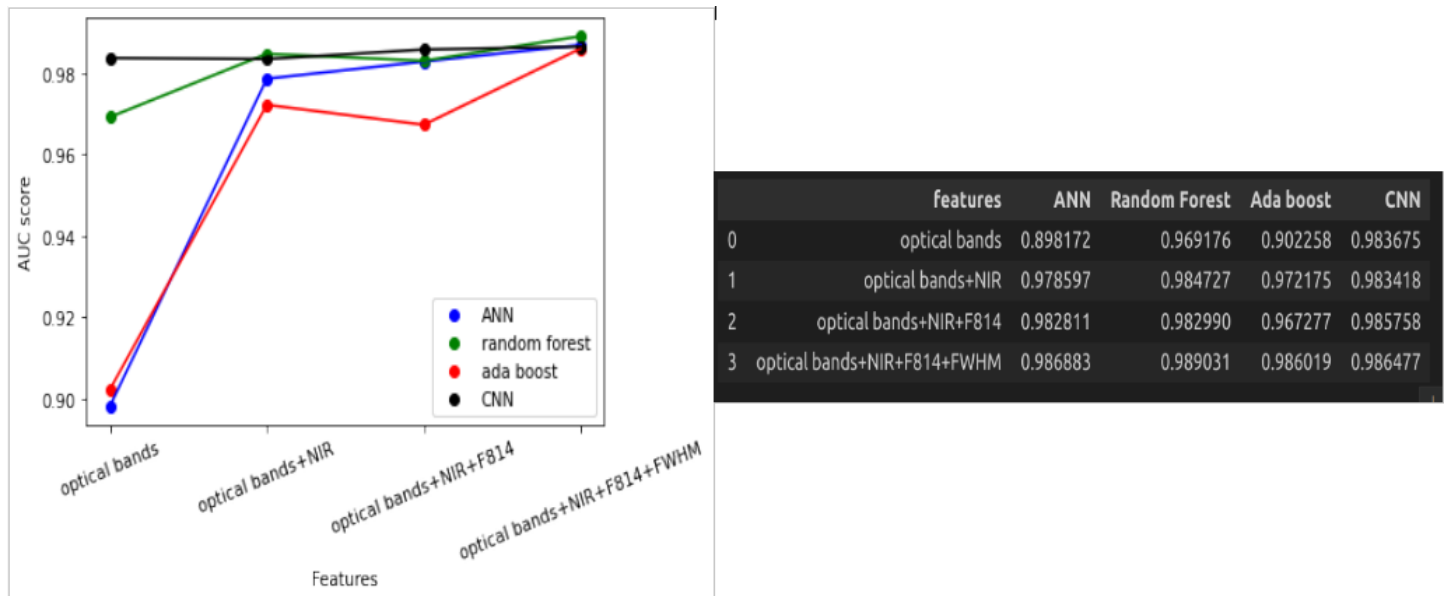 0.98
0.96
0.94
0.92
0.90
AUC score
ANN
random forest
ada boost
CNN
optical bands
optical bands+NIR
optical bands+NIR+F814
optical bands+NIR+F814+FWHM
Features
features ANN Random Forest Ada boost CNN
0 optical bands 0.898172 0.969176 0.902258 0.983675
1 optical bands+NIR 0.978597 0.984727 0.972175 0.983418
2 optical bands+NIR+F814 0.982811 0.982990 0.967277 0.985758
3 optical bands+NIR+F814+FWHM 0.986883 0.989031 0.986019 0.986477